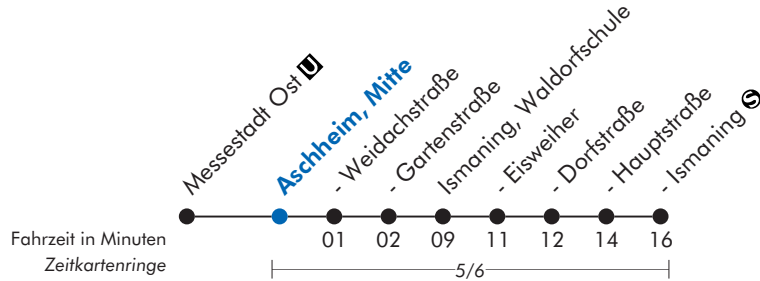 Messestadt Ost U
Aschheim, Mitte
- Weidachstraße
- Gartenstraße
Ismaning, Waldorfschule
- Eisweiher
- Dorfstraße
- Hauptstraße
- Ismaning S
Fahrzeit in Minuten 01 02 09 11 12 14 16
Zeitkartenringe 5/6